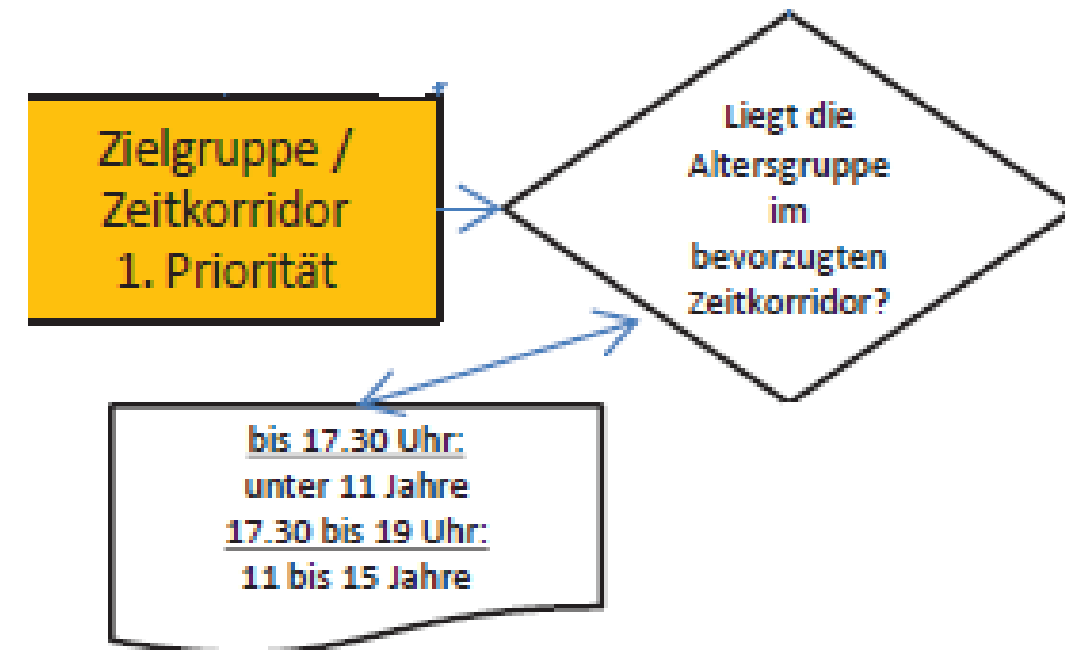 Zielgruppe /
Zeitkorridor
1. Priorität
Liegt die
Altersgruppe
im
bevorzugten
Zeitkorridor?
bis 17.30 Uhr:
unter 11 Jahre
17.30 bis 19 Uhr:
11 bis 15 Jahre